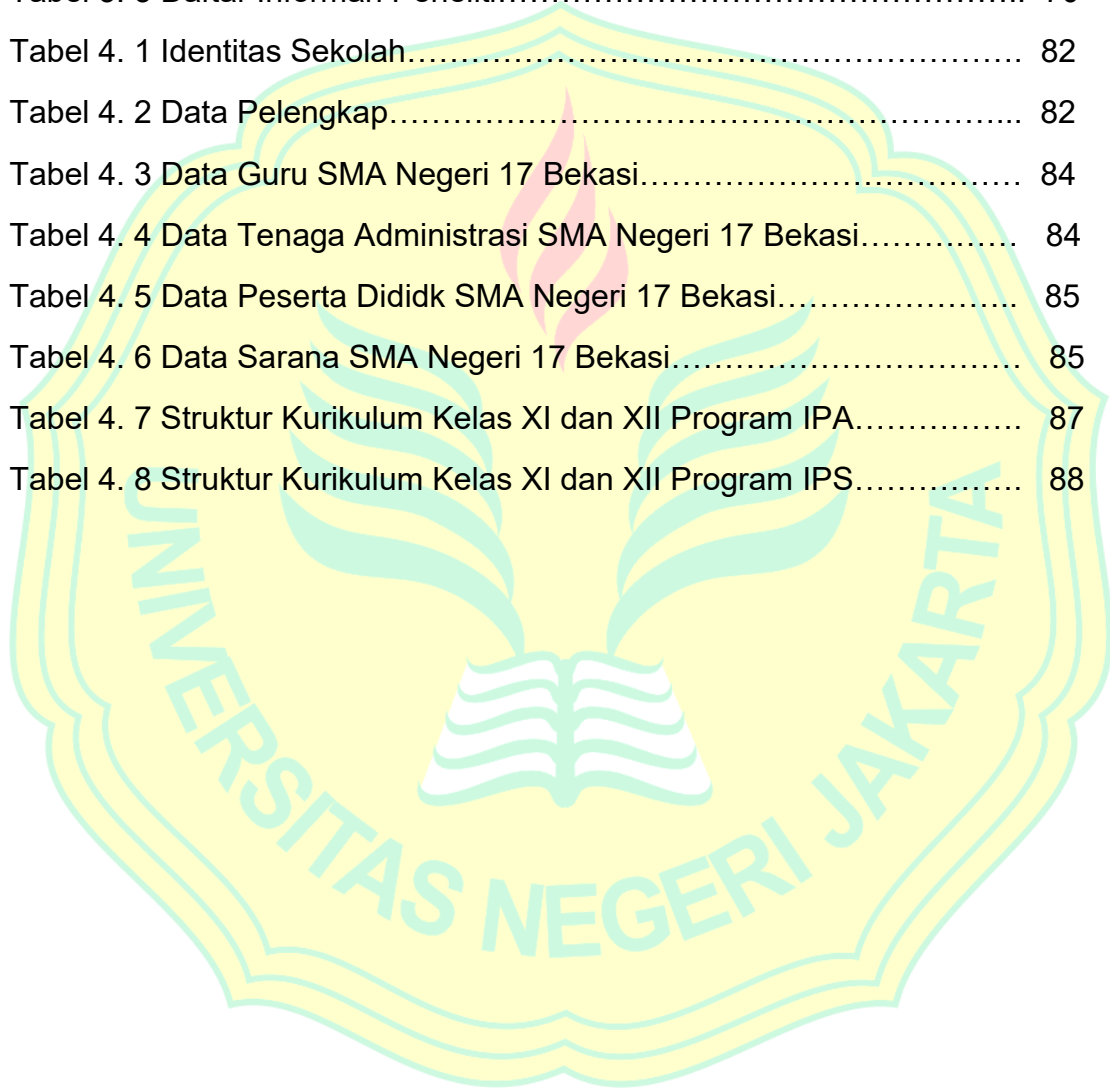 Tabel 4. 1 Identitas Sekolah…………………………………………………. 82
Tabel 4. 2 Data Pelengkap…………………………………………………... 82
Tabel 4. 3 Data Guru SMA Negeri 17 Bekasi……………………………… 84
Tabel 4. 4 Data Tenaga Administrasi SMA Negeri 17 Bekasi…………… 84
Tabel 4. 5 Data Peserta Dididk SMA Negeri 17 Bekasi………………….. 85
Tabel 4. 6 Data Sarana SMA Negeri 17 Bekasi…………………………… 85
Tabel 4. 7 Struktur Kurikulum Kelas XI dan XII Program IPA……………. 87
Tabel 4. 8 Struktur Kurikulum Kelas XI dan XII Program IPS……………. 88
UNIVERSITAS NEGERI JAKARTA